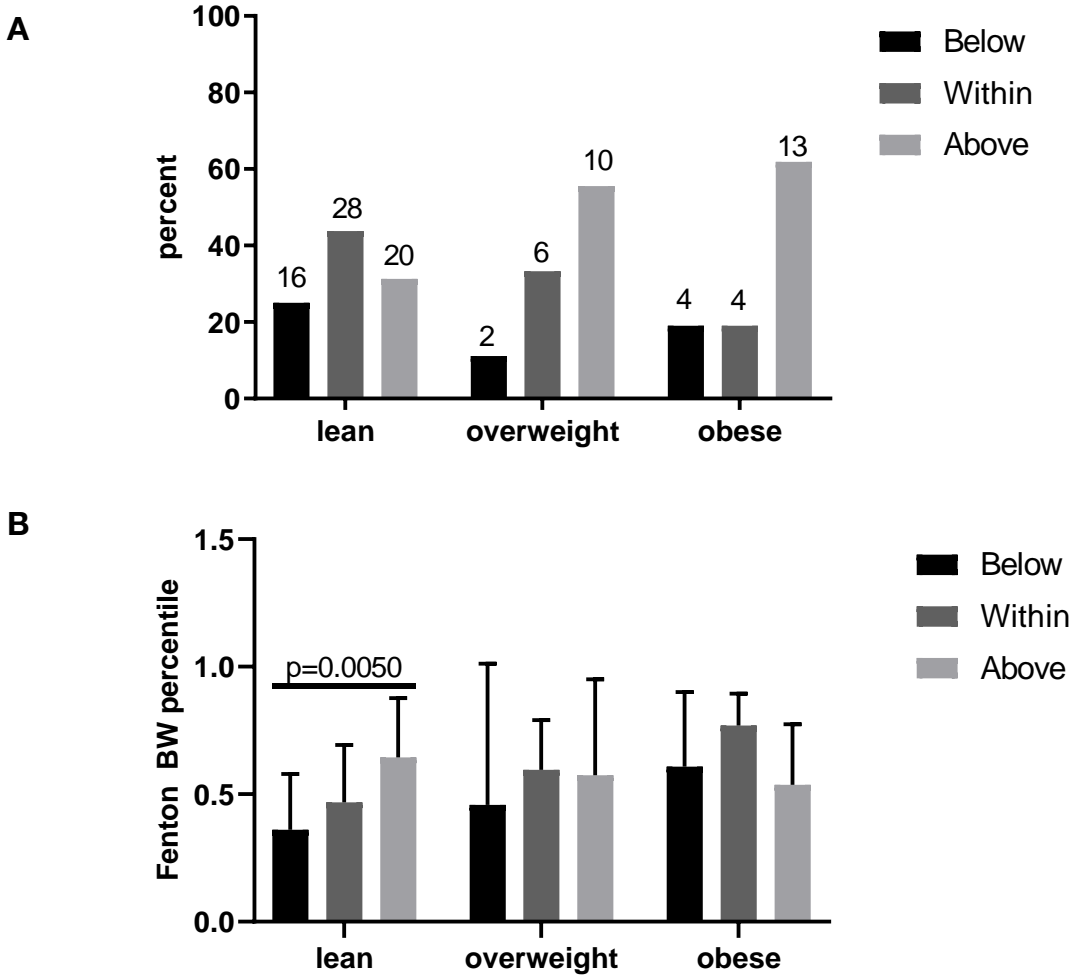 A
100
80
60
40
20
0
percent
16
28
20
2
6
10
4
4
13
lean
overweight
obese
Below
Within
Above
B
1.5
1.0
0.5
0.0
Fenton BW percentile
p=0.0050
lean
overweight
obese
Below
Within
Above